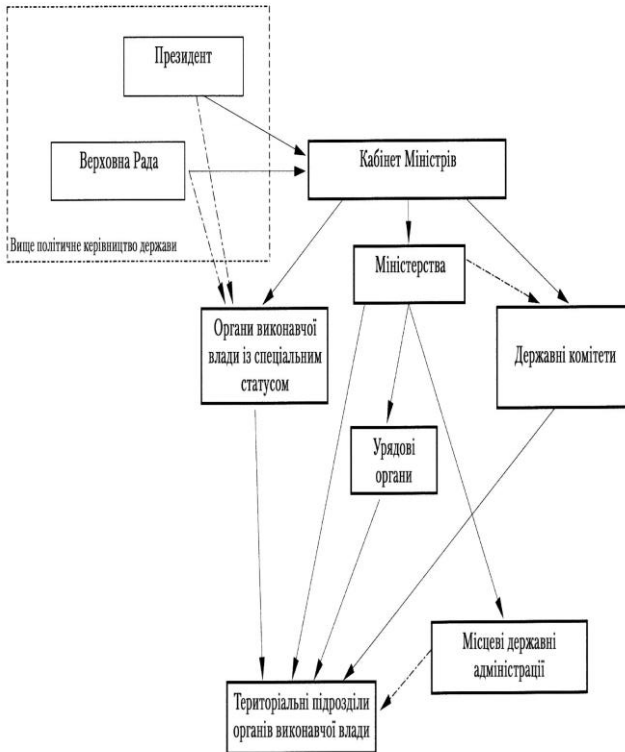 Президент
Верховна Рада
Кабінет Міністрів
Вище політичне керівництво держави
Міністерства
Органи виконавчої
влади із спеціальним
статусом
Державні комітети
Урядові
органи
Місцеві державні
адміністрації
Територіальні підрозділи
органів виконавчої влади